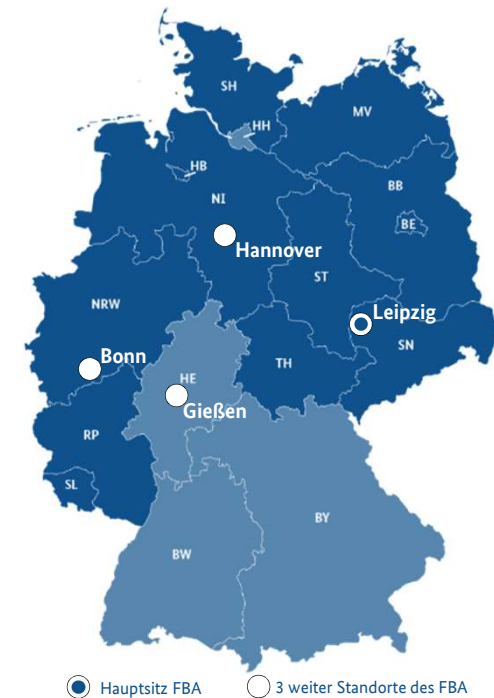 SH
MV
HH
HB
BB
NI
BE
Hannover
ST
NRW
Leipzig
SN
Bonn
TH
HE
Gießen
RP
SL
BY
BW
Hauptsitz FBA
3 weiter Standorte des FBA